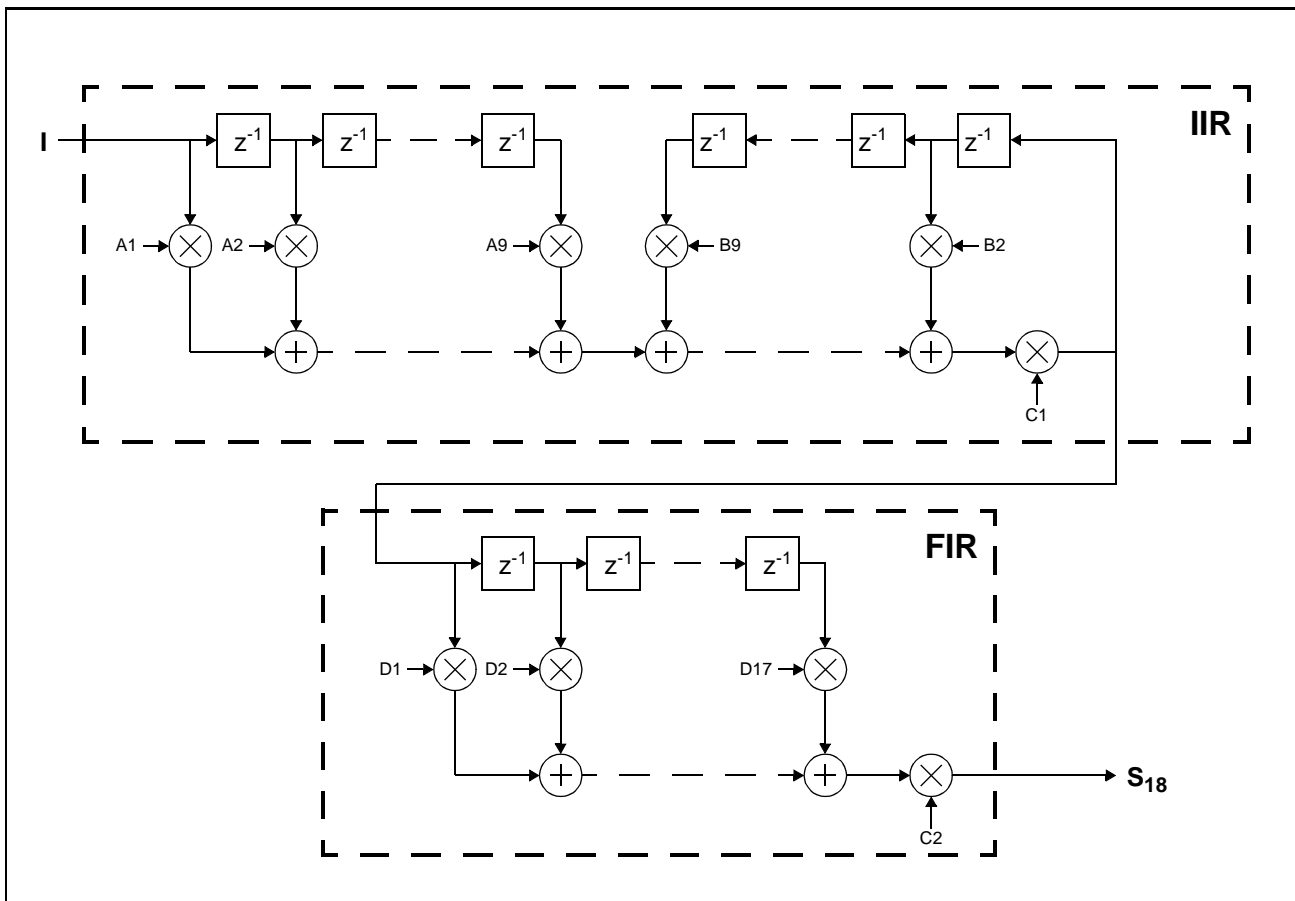 IIR
I
z⁻¹ z⁻¹ z⁻¹ z⁻¹ z⁻¹ z⁻¹
A1 A2 A9 B9 B2
C1
FIR
z⁻¹ z⁻¹ z⁻¹
D1 D2 D17
S₁₈
C2